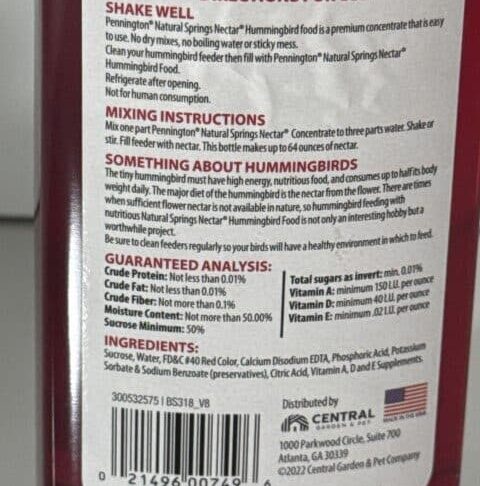 SHAKE WELL
Pennington® Natural Springs Nectar® Hummingbird food is a premium concentrate that is easy
to use. No dry mixes, no boiling water or sticky mess.
Clean your hummingbird feeder then fill with Pennington® Natural Springs Nectar®
Hummingbird Food.
Refrigerate after opening.
Not for human consumption.
MIXING INSTRUCTIONS
Mix one part Pennington® Natural Springs Nectar® Concentrate to three parts water. Shake or
stir. Fill feeder with nectar. This bottle makes up to 64 ounces of nectar.
SOMETHING ABOUT HUMMINGBIRDS
The tiny hummingbird must have high energy, nutritious food, and consumes up to half its body
weight daily. The major diet of the hummingbird is the nectar from the flower. There are times
when sufficient flower nectar is not available in nature, so hummingbird feeding with
nutritious Natural Springs Nectar® Hummingbird Food is not only an interesting hobby but a
worthwhile project.
Be sure to clean feeders regularly so your birds will have a healthy environment in which to feed.
GUARANTEED ANALYSIS:
Crude Protein: Not less than 0.01%
Crude Fat: Not less than 0.01%
Crude Fiber: Not more than 0.1%
Moisture Content: Not more than 50.00%
Sucrose Minimum: 50%
Total sugars as invert: min. 0.01%
Vitamin A: minimum 150 I.U. per ounce
Vitamin D: minimum 40 I.U. per ounce
Vitamin E: minimum .02 I.U. per ounce
INGREDIENTS:
Sucrose, Water, FD&C #40 Red Color, Calcium Disodium EDTA, Phosphoric Acid, Potassium
Sorbate & Sodium Benzoate (preservatives), Citric Acid, Vitamin A, D and E Supplements.
300532575 | BS318_V8
0 21496 00749 6
Distributed by
CENTRAL
GARDEN & PET
MADE IN THE USA
1000 Parkwood Circle, Suite 700
Atlanta, GA 30339
©2022 Central Garden & Pet Company